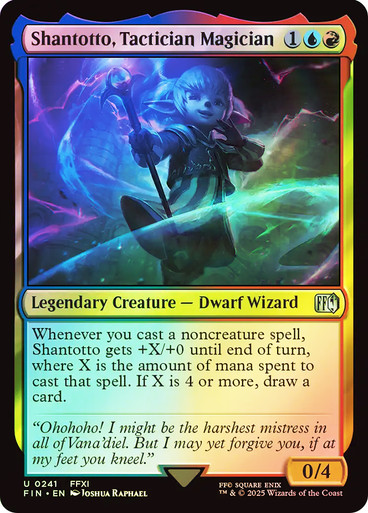 Shantotto, Tactician Magician 1
Legendary Creature — Dwarf Wizard
Whenever you cast a noncreature spell,
Shantotto gets +X/+0 until end of turn,
where X is the amount of mana spent to
cast that spell. If X is 4 or more, draw a
card.
“Ohohoho! I might be the harshest mistress in
all of Vana’diel. But I may yet forgive you, if at
my feet you kneel.”
0/4
U 0241 FFXI
FIN • EN Joshua Raphael
FF© SQUARE ENIX
™ & © 2025 Wizards of the Coast